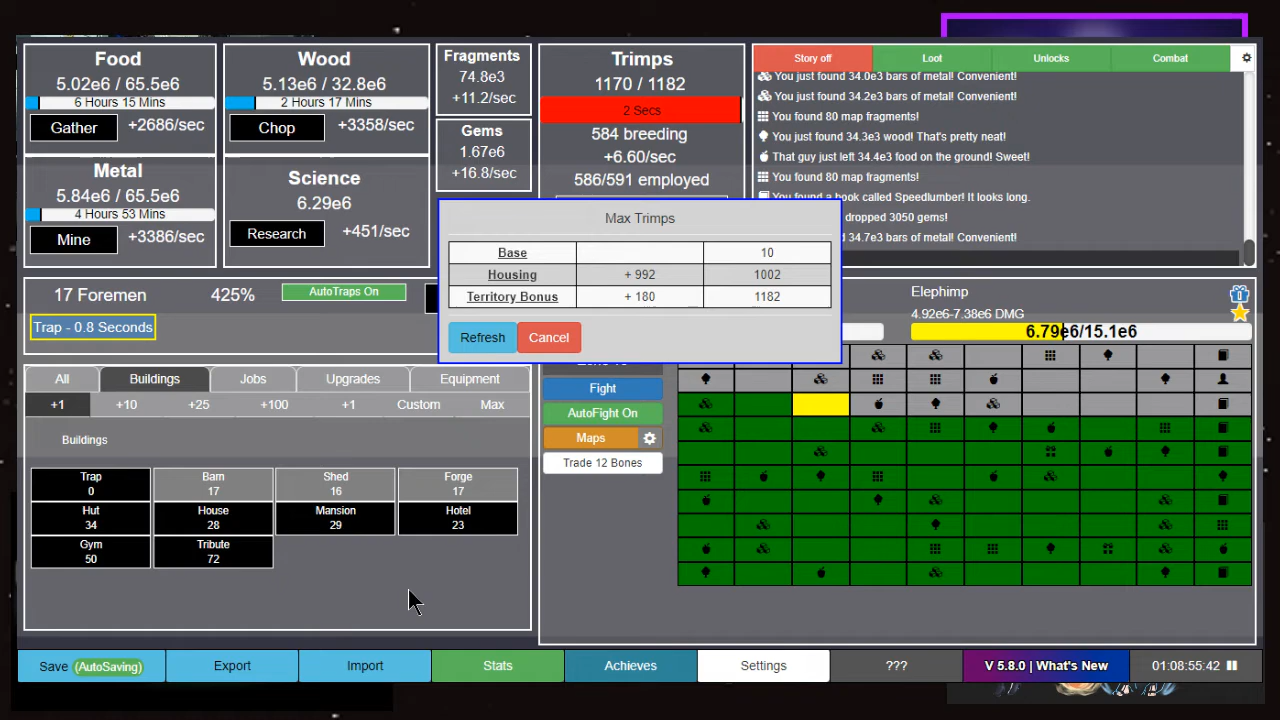 Food
5.02e6 / 65.5e6
6 Hours 15 Mins
Gather +2686/sec
Wood
5.13e6 / 32.8e6
2 Hours 17 Mins
Chop +3358/sec
Metal
5.84e6 / 65.5e6
4 Hours 53 Mins
Mine +3386/sec
Science
6.29e6
Research +451/sec
Fragments
74.8e3
+11.2/sec
Gems
1.67e6
+16.8/sec
Trimps
1170 / 1182
2 Secs
584 breeding
+6.60/sec
586/591 employed
Story off Loot Unlocks Combat
You just found 34.0e3 bars of metal! Convenient!
You just found 34.2e3 bars of metal! Convenient!
You found 80 map fragments!
You just found 34.3e3 wood! That's pretty neat!
That guy just left 34.4e3 food on the ground! Sweet!
You found 80 map fragments!
You found a book called Speedlumber! It looks long.
dropped 3050 gems!
34.7e3 bars of metal! Convenient!
Max Trimps
Base 10
Housing + 992 1002
Territory Bonus + 180 1182
Refresh Cancel
17 Foremen 425% AutoTraps On
Trap - 0.8 Seconds
Elephimp
4.92e6-7.38e6 DMG
6.79e6/15.1e6
All Buildings Jobs Upgrades Equipment
+1 +10 +25 +100 +1 Custom Max
Buildings
Trap
0
Barn
17
Shed
16
Forge
17
Hut
34
House
28
Mansion
29
Hotel
23
Gym
50
Tribute
72
Fight
AutoFight On
Maps
Trade 12 Bones
Save (AutoSaving) Export Import Stats Achieves Settings ??? V 5.8.0 | What's New 01:08:55:42